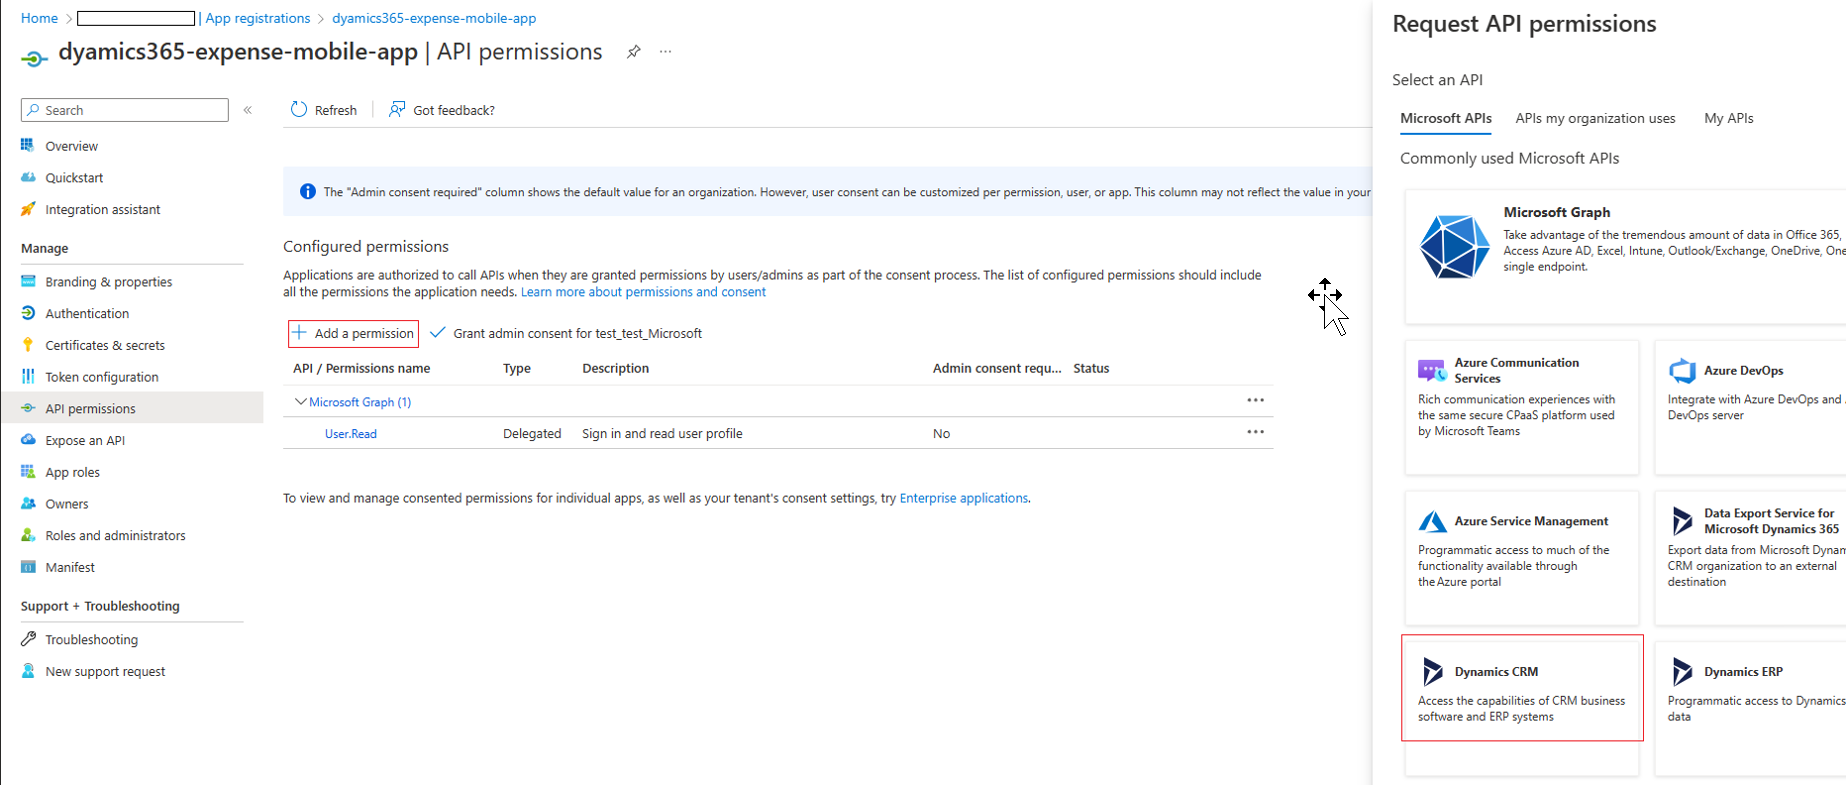 Home > | App registrations > dyamics365-expense-mobile-app
dyamics365-expense-mobile-app | API permissions
Search
Overview
Quickstart
Integration assistant
Manage
Branding & properties
Authentication
Certificates & secrets
Token configuration
API permissions
Expose an API
App roles
Owners
Roles and administrators
Manifest
Support + Troubleshooting
Troubleshooting
New support request
Refresh
Got feedback?
The "Admin consent required" column shows the default value for an organization. However, user consent can be customized per permission, user, or app. This column may not reflect the value in your
Configured permissions
Applications are authorized to call APIs when they are granted permissions by users/admins as part of the consent process. The list of configured permissions should include
all the permissions the application needs. Learn more about permissions and consent
Add a permission
Grant admin consent for test_test_Microsoft
API / Permissions name Type Description Admin consent requ... Status
Microsoft Graph (1)
User.Read Delegated Sign in and read user profile No
To view and manage consented permissions for individual apps, as well as your tenant's consent settings, try Enterprise applications.
Request API permissions
Select an API
Microsoft APIs APIs my organization uses My APIs
Commonly used Microsoft APIs
Microsoft Graph
Take advantage of the tremendous amount of data in Office 365,
Access Azure AD, Excel, Intune, Outlook/Exchange, OneDrive, One
single endpoint.
Azure Communication
Services
Rich communication experiences with
the same secure CPaaS platform used
by Microsoft Teams
Azure DevOps
Integrate with Azure DevOps and
DevOps server
Azure Service Management
Programmatic access to much of the
functionality available through
the Azure portal
Data Export Service for
Microsoft Dynamics 365
Export data from Microsoft Dynam
CRM organization to an external
destination
Dynamics CRM
Access the capabilities of CRM business
software and ERP systems
Dynamics ERP
Programmatic access to Dynamics
data